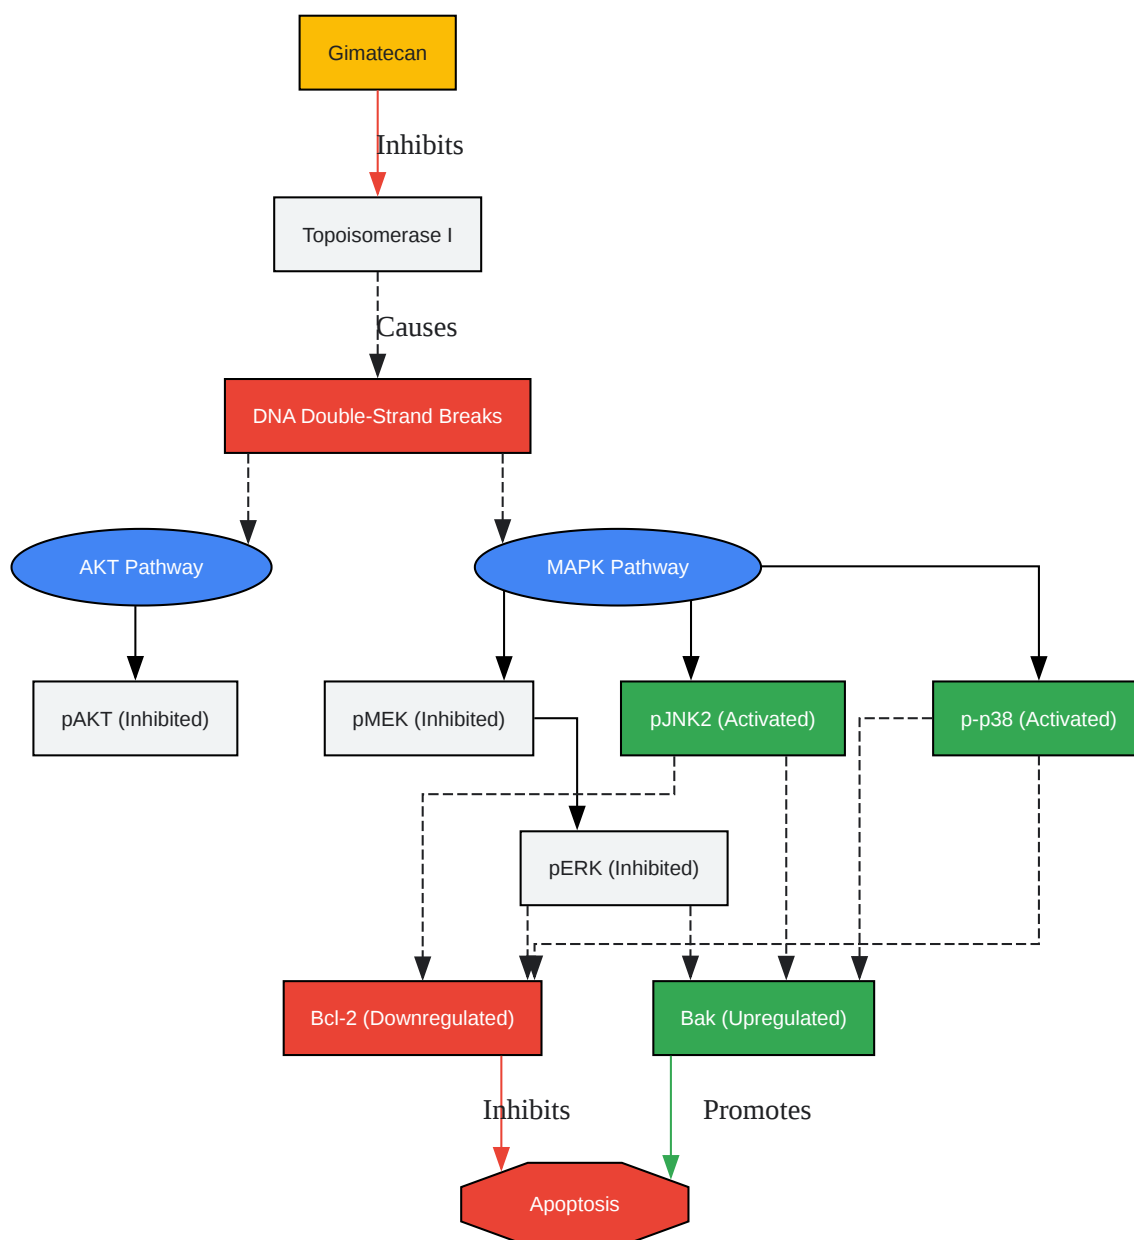 Gimatecan
Inhibits
Topoisomerase I
Causes
DNA Double-Strand Breaks
AKT Pathway
MAPK Pathway
pAKT (Inhibited)
pMEK (Inhibited)
pJNK2 (Activated)
p-p38 (Activated)
pERK (Inhibited)
Bcl-2 (Downregulated)
Bak (Upregulated)
Inhibits
Promotes
Apoptosis